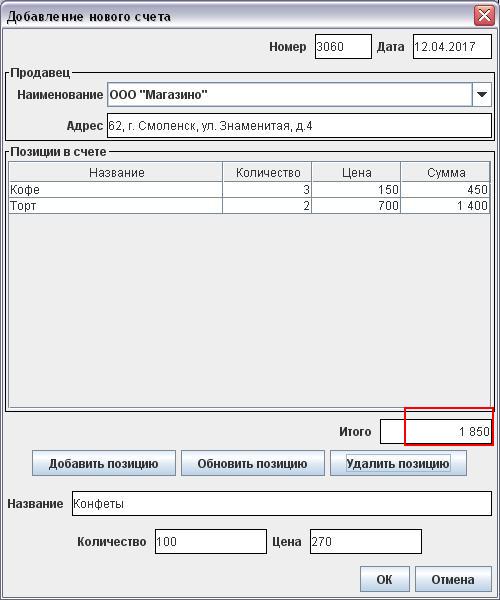 Добавление нового счета
Номер 3060 Дата 12.04.2017
Продавец
Наименование ООО "Магазино"
Адрес 62, г. Смоленск, ул. Знаменитая, д.4
Позиции в счете
Название Количество Цена Сумма
Кофе 3 150 450
Торт 2 700 1 400
Итого 1 850
Добавить позицию Обновить позицию Удалить позицию
Название Конфеты
Количество 100 Цена 270
ОК Отмена